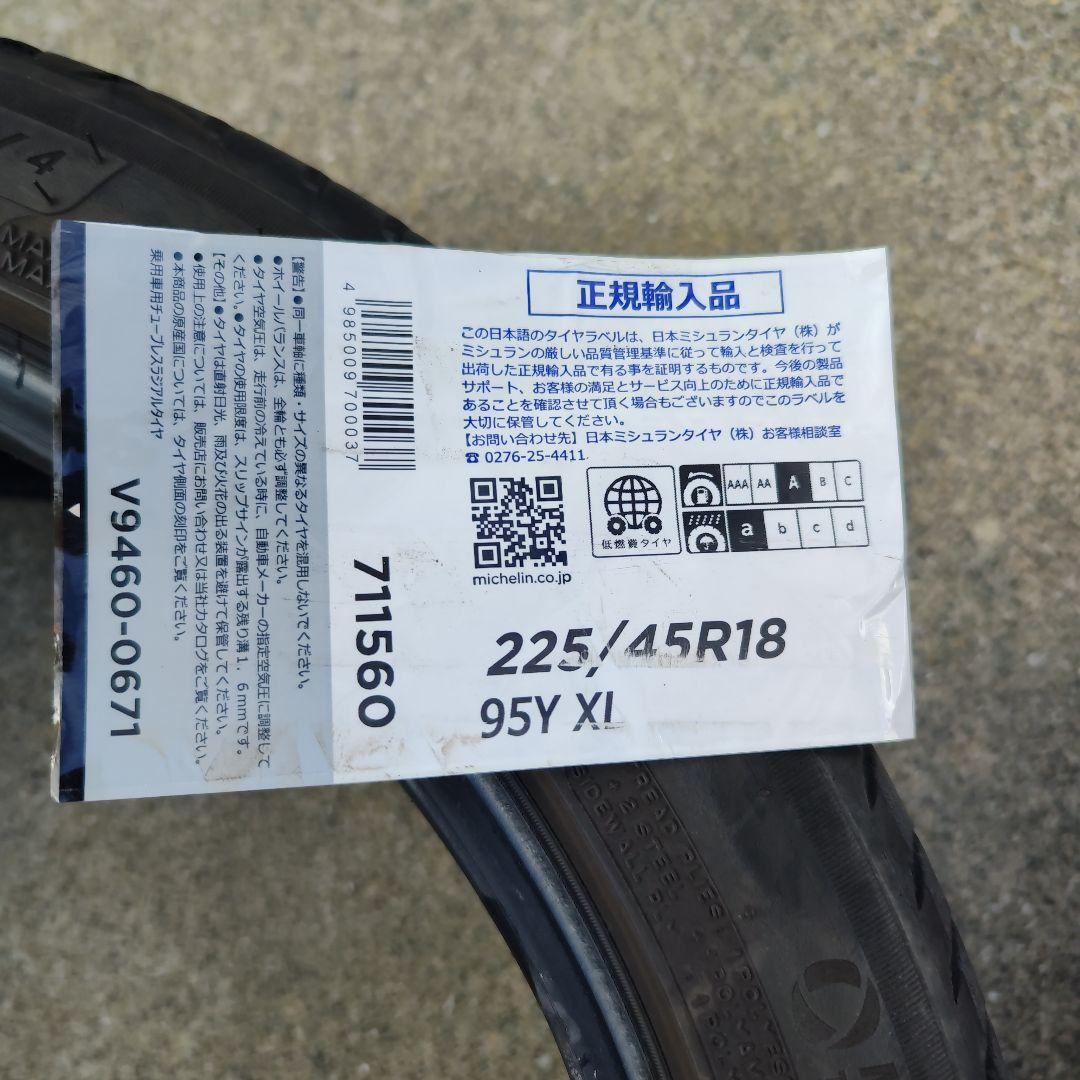 正規輸入品
この日本語のタイヤラベルは、日本ミシュランタイヤ（株）が
ミシュランの厳しい品質管理基準に従って輸入と検査を行って
出荷した正規輸入品で有る事を証明するものです。今後の製品
サポート、お客様の満足とサービス向上のために正規輸入品で
あることを確認させて頂く場合もございますのでこのラベルを
大切に保管してください。
【お問い合わせ先】日本ミシュランタイヤ（株）お客様相談室
☎ 0276-25-4411
michelin.co.jp
低燃費タイヤ
AAA AA A B C
a b c d
225/45R18
95Y XL
4 985009 700037
711560
【警告】●同一車軸に種類・サイズの異なるタイヤを混用しないでください。
●ホイールバランスは、全輪とも必ず調整してください。
●タイヤ空気圧は、走行前の冷えている時に、自動車メーカーの指定空気圧に調整して
ください。●タイヤの使用限度は、スリップサインが露出する残り溝1．6mmです。
【その他】●タイヤは直射日光、雨及び火花の出る装置を避けて保管してください。
●使用上の注意については、販売店にお問い合わせ又は当社カタログをご覧ください。
●本商品の原産国については、タイヤ側面の刻印をご覧ください。
乗用車用チューブレスラジアルタイヤ
V9460-0671
/ 4
MA
MA
TREAD PLIES
+ 2 STEEL
SIDEWALL